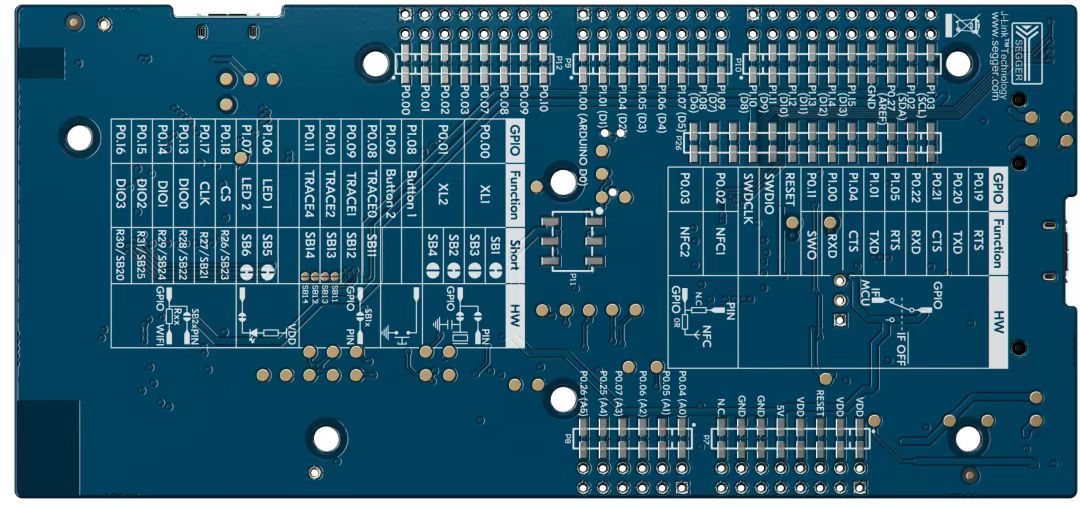 J-Link™Technology
www.segger.com
SEGGER
P12
P9
P10
P0.00
P0.01
P0.02
P0.03
P0.07
P0.08
P0.09
P0.10
P1.00 (ARDUINO D0)
P1.01 (D1)
P1.04 (D2)
P1.05 (D3)
P1.06 (D4)
P1.07 (D5)
P1.08 (D6)
P1.09 (D7)
P1.10 (D8)
P1.11 (D9)
P1.12 (D10)
P1.13 (D11)
P1.14 (D12)
P1.15 (D13)
GND
P0.27 AREF
P1.02 (SDA)
P1.03 (SCL)
P26
GPIO Function HW
P0.19 RTS
P0.20 TXD
P0.21 CTS
P0.22 RXD
P1.05 RTS
P1.01 TXD
P1.04 CTS
P1.00 RXD
P0.11 SWO
RESET
SWDIO
SWDCLK
P0.02 NFC1
P0.03 NFC2
GPIO
IF OFF
IF
MCU
PIN
N.C
NFC
GPIO OR
GPIO Function Short HW
P0.00 XL1 SB1
SB3
P0.01 XL2 SB2
SB4
P1.08 Button 1
P1.09 Button 2
P0.08 TRACE0 SB11
P0.09 TRACE1 SB12
P0.10 TRACE2 SB13
P0.11 TRACE4 SB14
P1.06 LED 1 SB5
P1.07 LED 2 SB6
P0.18 CS R26/SB23
P0.17 CLK R27/SB21
P0.13 DIO0 R28/SB22
P0.14 DIO1 R29/SB24
P0.15 DIO2 R31/SB25
P0.16 DIO3 R30/SB20
GPIO PIN
GPIO SB1x PIN
SB11
SB13
SB12
SB14
VDD
SB2x PIN
GPIO Rxx WIFI
P11
P0.04 (A0)
P0.05 (A1)
P0.06 (A2)
P0.07 (A3)
P0.25 (A4)
P0.26 (A5)
P8
VDD
VDD
RESET
VDD
5V
GND
GND
N.C.
P7